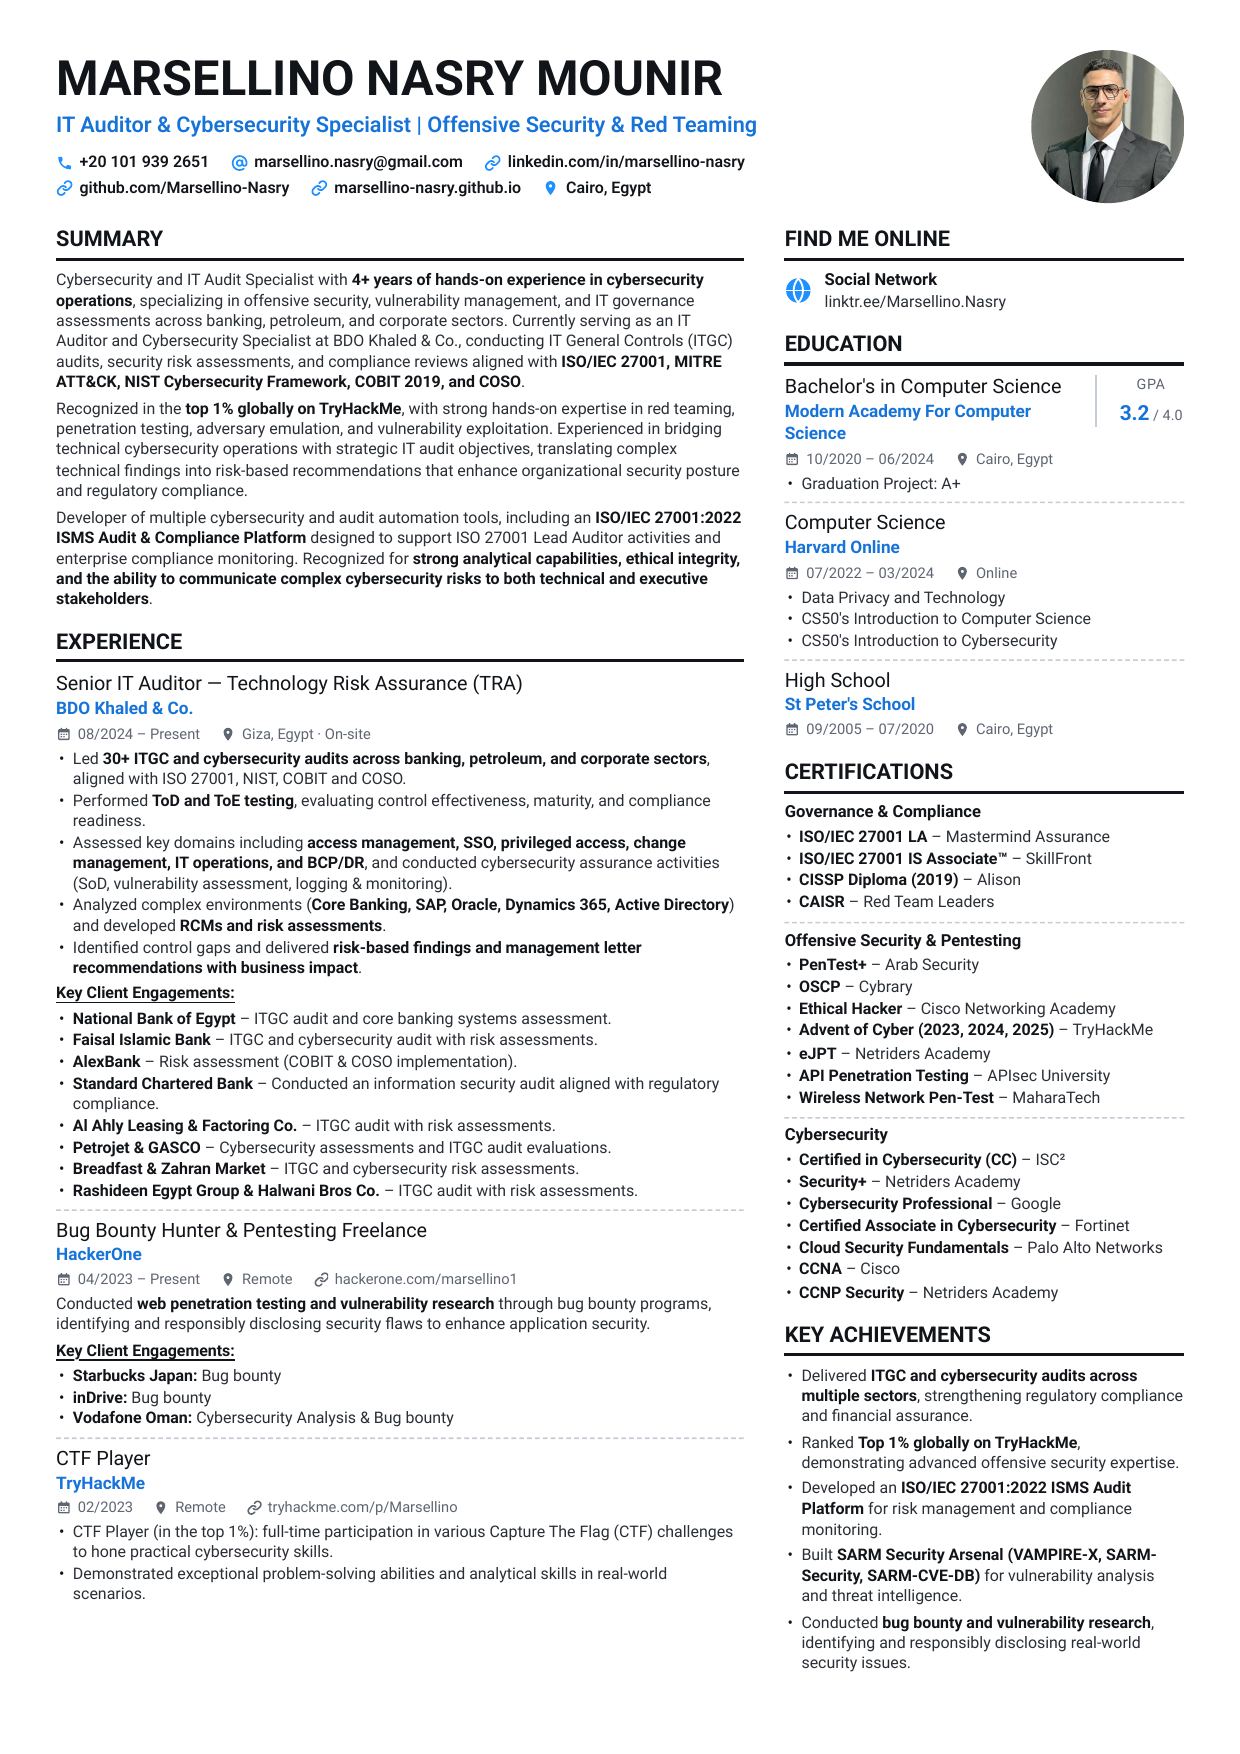 MARSELLINO NASRY MOUNIR
IT Auditor & Cybersecurity Specialist | Offensive Security & Red Teaming
+20 101 939 2651 marsellino.nasry@gmail.com linkedin.com/in/marsellino-nasry
github.com/Marsellino-Nasry marsellino-nasry.github.io Cairo, Egypt
SUMMARY
Cybersecurity and IT Audit Specialist with 4+ years of hands-on experience in cybersecurity
operations, specializing in offensive security, vulnerability management, and IT governance
assessments across banking, petroleum, and corporate sectors. Currently serving as an IT
Auditor and Cybersecurity Specialist at BDO Khaled & Co., conducting IT General Controls (ITGC)
audits, security risk assessments, and compliance reviews aligned with ISO/IEC 27001, MITRE
ATT&CK, NIST Cybersecurity Framework, COBIT 2019, and COSO.
Recognized in the top 1% globally on TryHackMe, with strong hands-on expertise in red teaming,
penetration testing, adversary emulation, and vulnerability exploitation. Experienced in bridging
technical cybersecurity operations with strategic IT audit objectives, translating complex
technical findings into risk-based recommendations that enhance organizational security posture
and regulatory compliance.
Developer of multiple cybersecurity and audit automation tools, including an ISO/IEC 27001:2022
ISMS Audit & Compliance Platform designed to support ISO 27001 Lead Auditor activities and
enterprise compliance monitoring. Recognized for strong analytical capabilities, ethical integrity,
and the ability to communicate complex cybersecurity risks to both technical and executive
stakeholders.
EXPERIENCE
Senior IT Auditor — Technology Risk Assurance (TRA)
BDO Khaled & Co.
08/2024 – Present Giza, Egypt · On-site
• Led 30+ ITGC and cybersecurity audits across banking, petroleum, and corporate sectors,
aligned with ISO 27001, NIST, COBIT and COSO.
• Performed ToD and ToE testing, evaluating control effectiveness, maturity, and compliance
readiness.
• Assessed key domains including access management, SSO, privileged access, change
management, IT operations, and BCP/DR, and conducted cybersecurity assurance activities
(SoD, vulnerability assessment, logging & monitoring).
• Analyzed complex environments (Core Banking, SAP, Oracle, Dynamics 365, Active Directory)
and developed RCMs and risk assessments.
• Identified control gaps and delivered risk-based findings and management letter
recommendations with business impact.
Key Client Engagements:
• National Bank of Egypt – ITGC audit and core banking systems assessment.
• Faisal Islamic Bank – ITGC and cybersecurity audit with risk assessments.
• AlexBank – Risk assessment (COBIT & COSO implementation).
• Standard Chartered Bank – Conducted an information security audit aligned with regulatory
compliance.
• Al Ahly Leasing & Factoring Co. – ITGC audit with risk assessments.
• Petrojet & GASCO – Cybersecurity assessments and ITGC audit evaluations.
• Breadfast & Zahran Market – ITGC and cybersecurity risk assessments.
• Rashideen Egypt Group & Halwani Bros Co. – ITGC audit with risk assessments.
Bug Bounty Hunter & Pentesting Freelance
HackerOne
04/2023 – Present Remote hackerone.com/marsellino1
Conducted web penetration testing and vulnerability research through bug bounty programs,
identifying and responsibly disclosing security flaws to enhance application security.
Key Client Engagements:
• Starbucks Japan: Bug bounty
• inDrive: Bug bounty
• Vodafone Oman: Cybersecurity Analysis & Bug bounty
CTF Player
TryHackMe
02/2023 Remote tryhackme.com/p/Marsellino
• CTF Player (in the top 1%): full-time participation in various Capture The Flag (CTF) challenges
to hone practical cybersecurity skills.
• Demonstrated exceptional problem-solving abilities and analytical skills in real-world
scenarios.
FIND ME ONLINE
Social Network
linktr.ee/Marsellino.Nasry
EDUCATION
Bachelor's in Computer Science
GPA
Modern Academy For Computer
Science
3.2 / 4.0
10/2020 – 06/2024 Cairo, Egypt
• Graduation Project: A+
Computer Science
Harvard Online
07/2022 – 03/2024 Online
• Data Privacy and Technology
• CS50's Introduction to Computer Science
• CS50's Introduction to Cybersecurity
High School
St Peter's School
09/2005 – 07/2020 Cairo, Egypt
CERTIFICATIONS
Governance & Compliance
• ISO/IEC 27001 LA – Mastermind Assurance
• ISO/IEC 27001 IS Associate™ – SkillFront
• CISSP Diploma (2019) – Alison
• CAISR – Red Team Leaders
Offensive Security & Pentesting
• PenTest+ – Arab Security
• OSCP – Cybrary
• Ethical Hacker – Cisco Networking Academy
• Advent of Cyber (2023, 2024, 2025) – TryHackMe
• eJPT – Netriders Academy
• API Penetration Testing – APIsec University
• Wireless Network Pen-Test – MaharaTech
Cybersecurity
• Certified in Cybersecurity (CC) – ISC²
• Security+ – Netriders Academy
• Cybersecurity Professional – Google
• Certified Associate in Cybersecurity – Fortinet
• Cloud Security Fundamentals – Palo Alto Networks
• CCNA – Cisco
• CCNP Security – Netriders Academy
KEY ACHIEVEMENTS
• Delivered ITGC and cybersecurity audits across
multiple sectors, strengthening regulatory compliance
and financial assurance.
• Ranked Top 1% globally on TryHackMe,
demonstrating advanced offensive security expertise.
• Developed an ISO/IEC 27001:2022 ISMS Audit
Platform for risk management and compliance
monitoring.
• Built SARM Security Arsenal (VAMPIRE-X, SARM-
Security, SARM-CVE-DB) for vulnerability analysis
and threat intelligence.
• Conducted bug bounty and vulnerability research,
identifying and responsibly disclosing real-world
security issues.